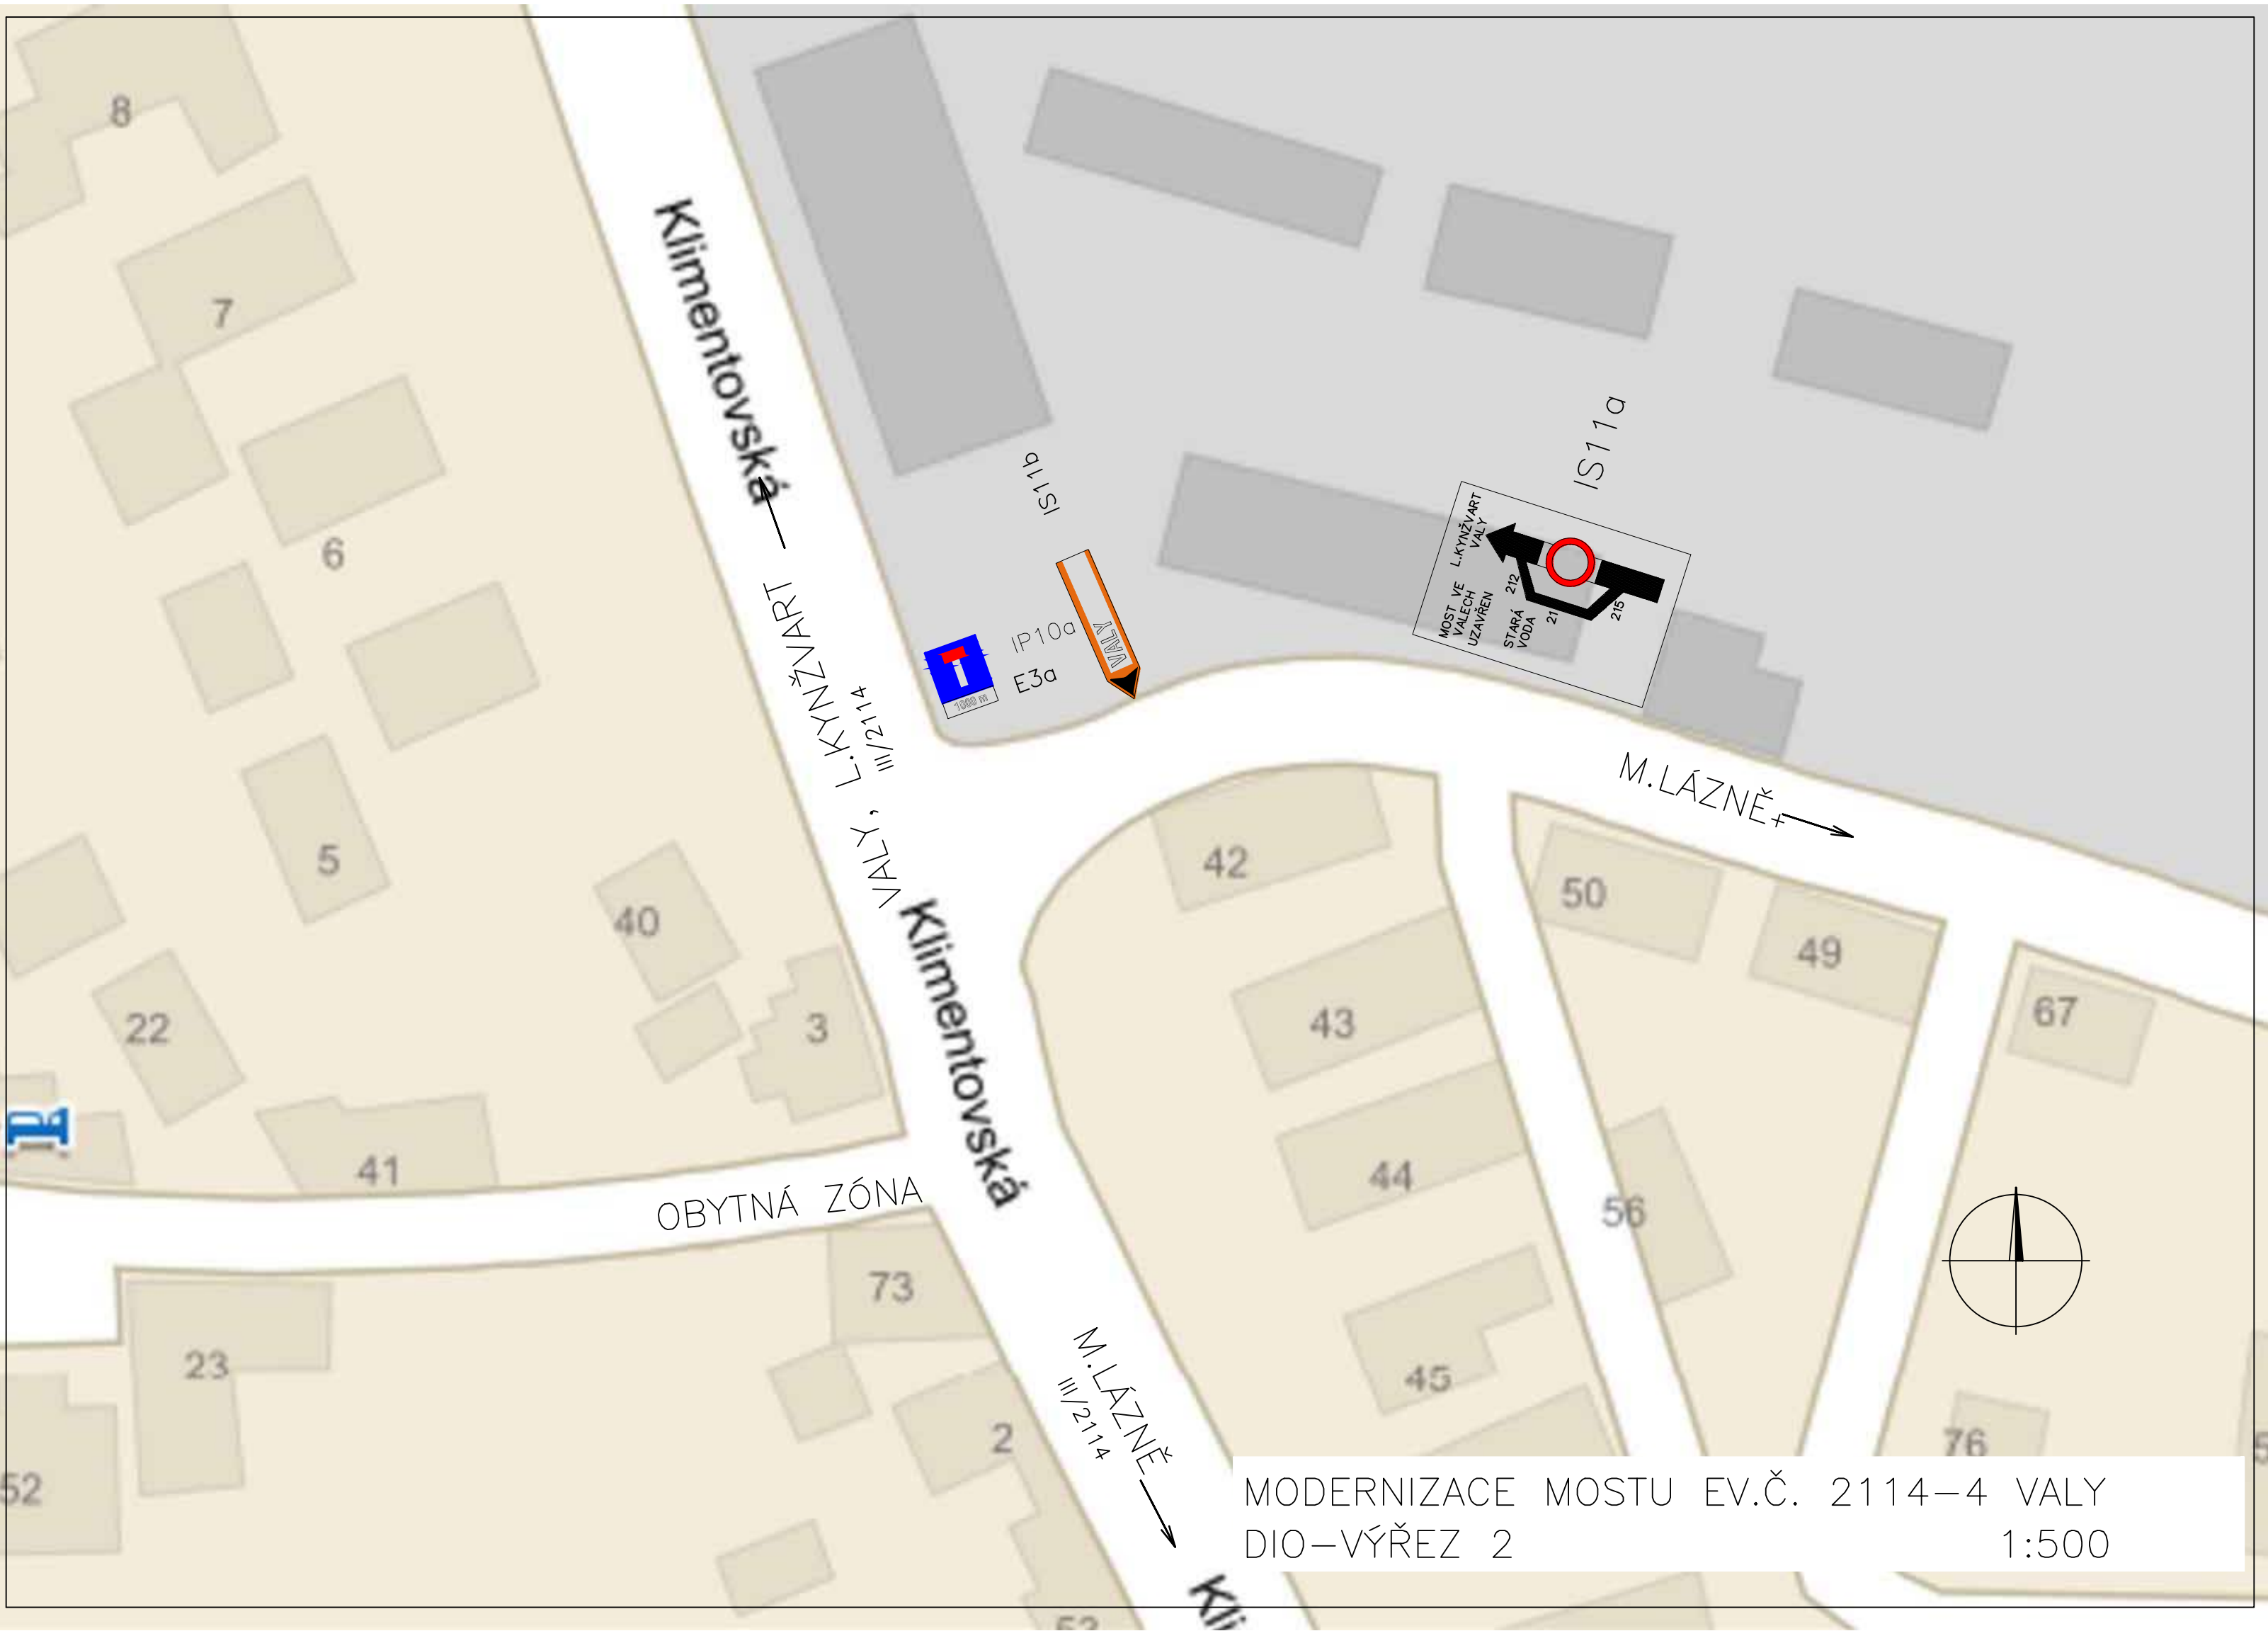 8
7
6
5
40
22
3
41
42
43
44
45
50
49
67
56
76
73
23
2
52
53
5
Klimentovská
Klimentovská
Kli
IS11b
IS11a
IP10a
E3a
1000 m
VALY
L.KYNŽVART
VALY
MOST VE
VALECH
UZAVŘEN
STARÁ
VODA
212
21
215
VALY, L.KYNŽVART
III/2114
M.LÁZNĚ+
OBYTNÁ ZÓNA
M.LÁZNĚ
III/2114
MODERNIZACE MOSTU EV.Č. 2114-4 VALY
DIO-VÝŘEZ 2 1:500